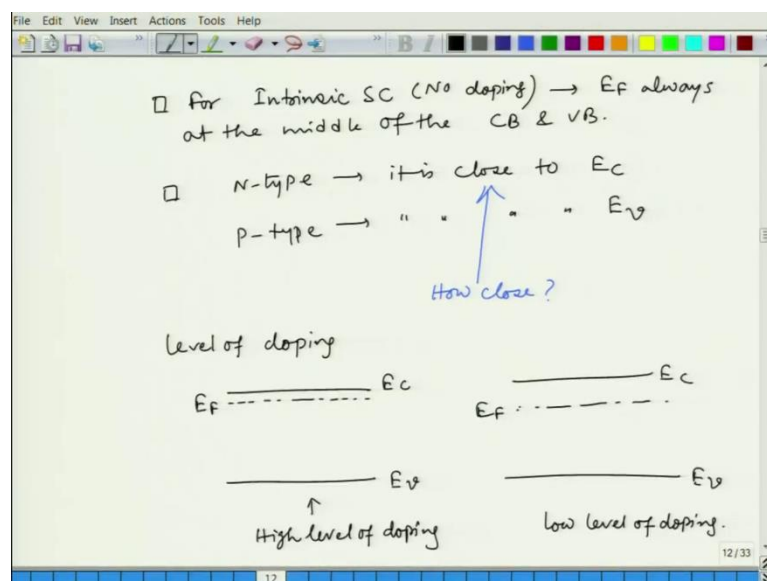 File Edit View Insert Actions Tools Help
□ For Intrinsic SC (No doping) → EF always
at the middle of the CB & VB.
□ N-type → it is close to EC
P-type → " " " " Ev
How close?
level of doping
EC
EF
Ev
↑
High level of doping
EC
EF
Ev
Low level of doping.
12/33
12